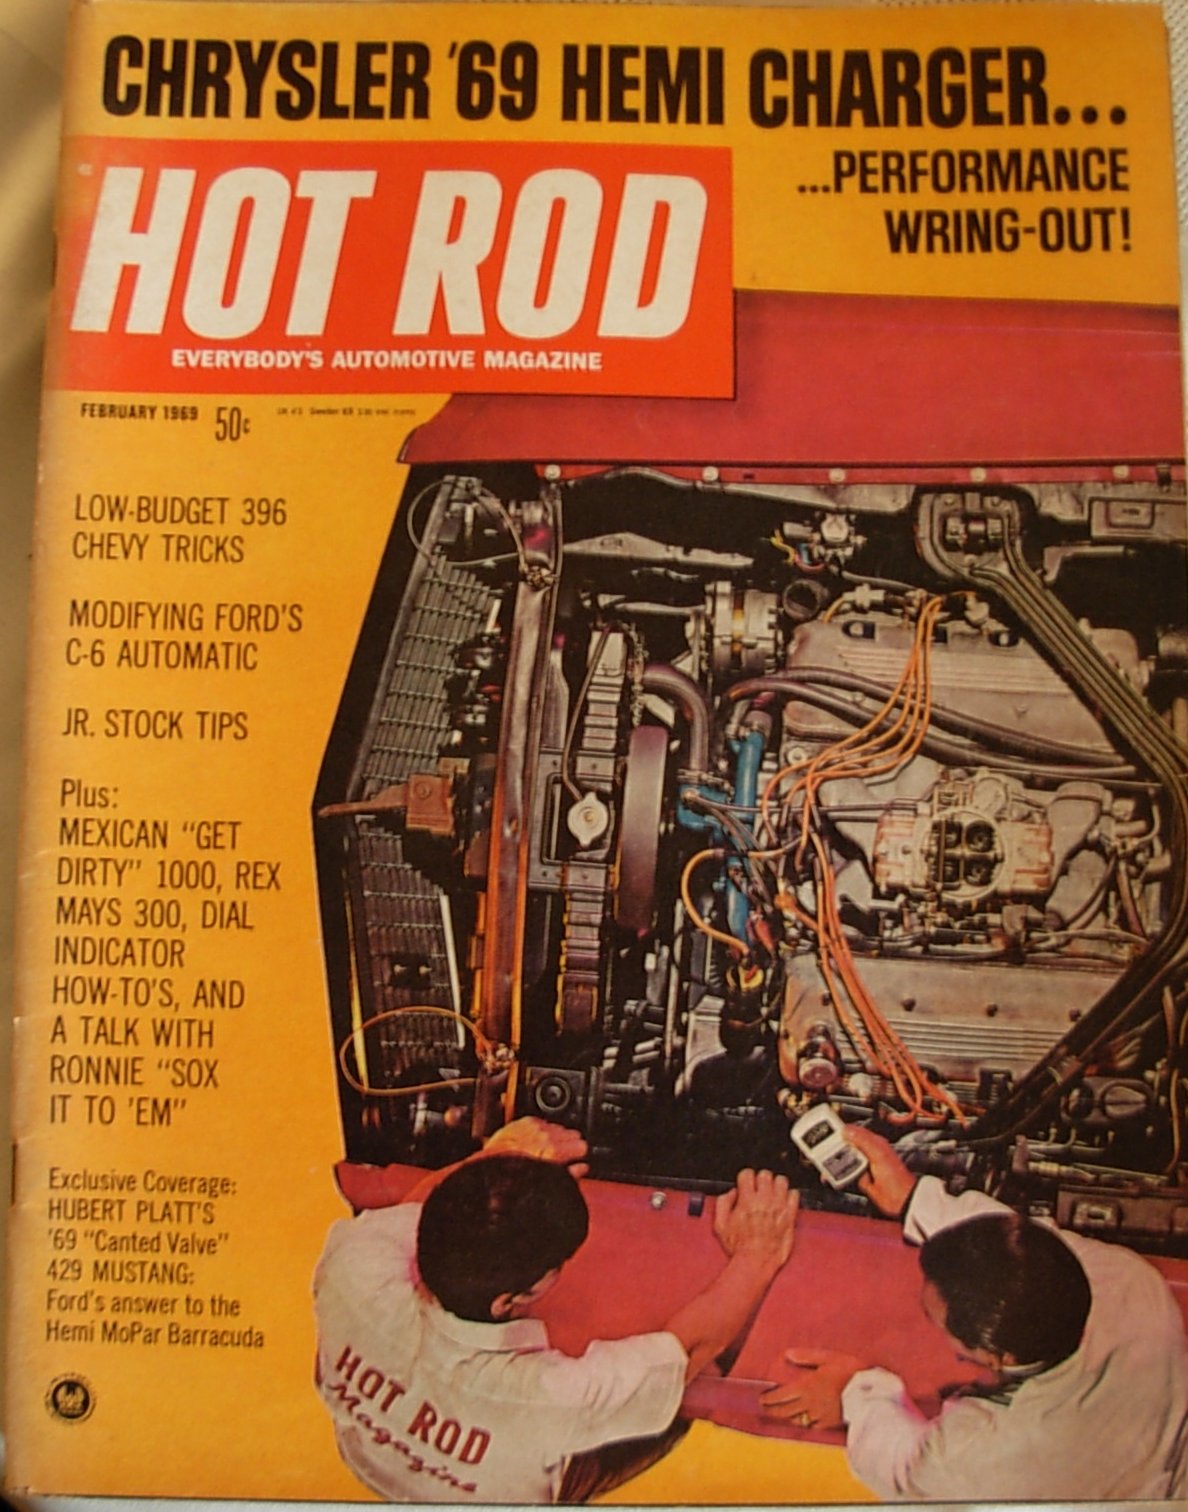 CHRYSLER '69 HEMI CHARGER...
...PERFORMANCE
WRING-OUT!
HOT ROD
EVERYBODY'S AUTOMOTIVE MAGAZINE
FEBRUARY 1969 50c
LOW-BUDGET 396
CHEVY TRICKS
MODIFYING FORD'S
C-6 AUTOMATIC
JR. STOCK TIPS
Plus:
MEXICAN "GET
DIRTY" 1000, REX
MAYS 300, DIAL
INDICATOR
HOW-TO'S, AND
A TALK WITH
RONNIE "SOX
IT TO 'EM"
Exclusive Coverage:
HUBERT PLATT'S
'69 "Canted Valve"
429 MUSTANG:
Ford's answer to the
Hemi MoPar Barracuda
HOT ROD
Magazine